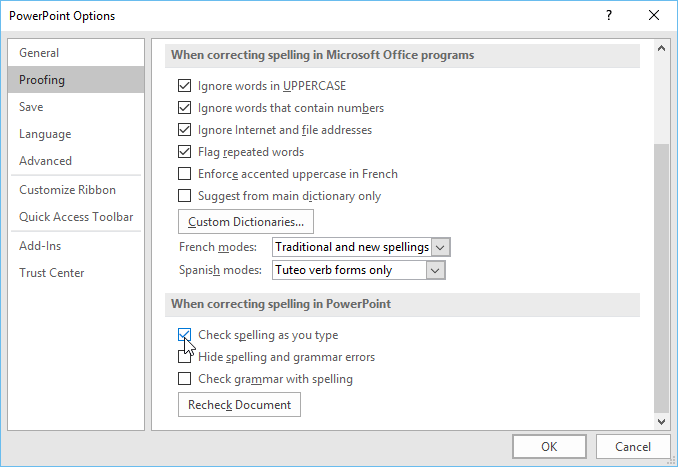 PowerPoint Options
?
General
Proofing
Save
Language
Advanced
Customize Ribbon
Quick Access Toolbar
Add-Ins
Trust Center
When correcting spelling in Microsoft Office programs
Ignore words in UPPERCASE
Ignore words that contain numbers
Ignore Internet and file addresses
Flag repeated words
Enforce accented uppercase in French
Suggest from main dictionary only
Custom Dictionaries...
French modes: Traditional and new spellings
Spanish modes: Tuteo verb forms only
When correcting spelling in PowerPoint
Check spelling as you type
Hide spelling and grammar errors
Check grammar with spelling
Recheck Document
OK Cancel